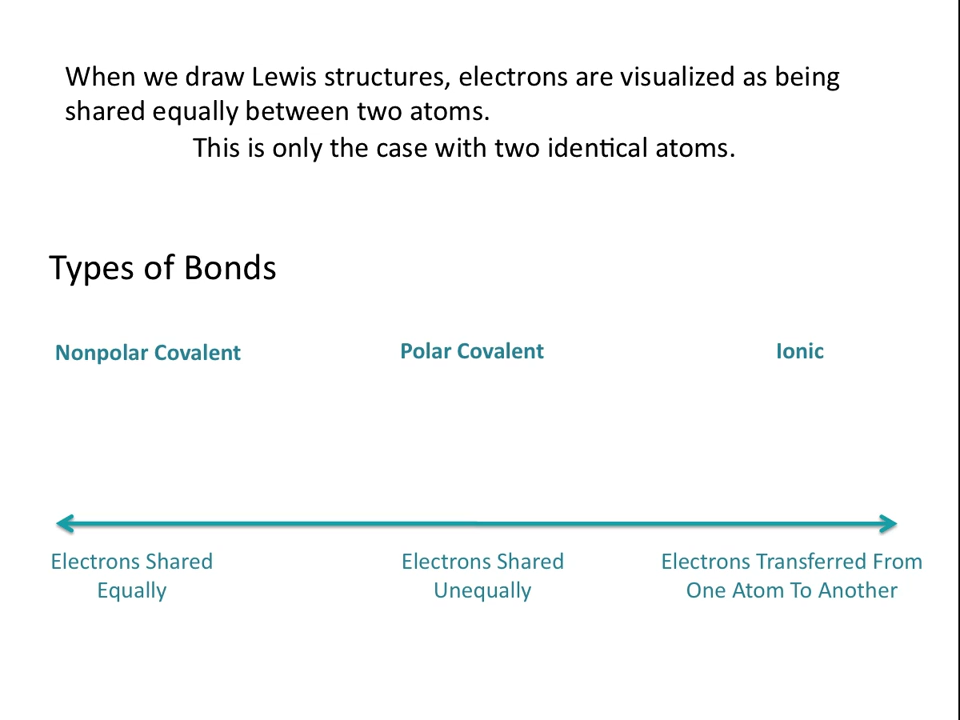 When we draw Lewis structures, electrons are visualized as being
shared equally between two atoms.
This is only the case with two identical atoms.
Types of Bonds
Nonpolar Covalent
Polar Covalent
Ionic
Electrons Shared
Equally
Electrons Shared
Unequally
Electrons Transferred From
One Atom To Another